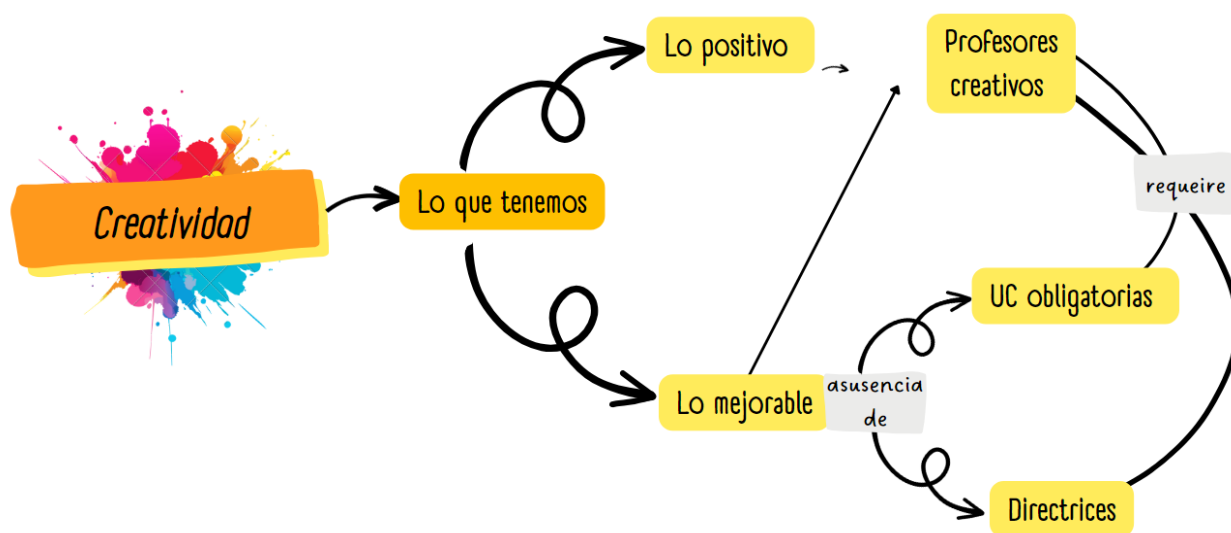 Creatividad
Lo que tenemos
Lo positivo
Profesores
creativos
requeire
UC obligatorias
Lo mejorable
asusencia
de
Directrices